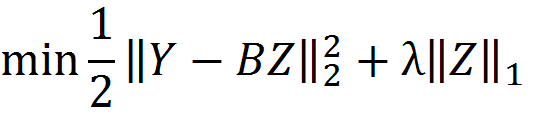 min 1/2 ‖Y − BZ‖₂² + λ‖Z‖₁